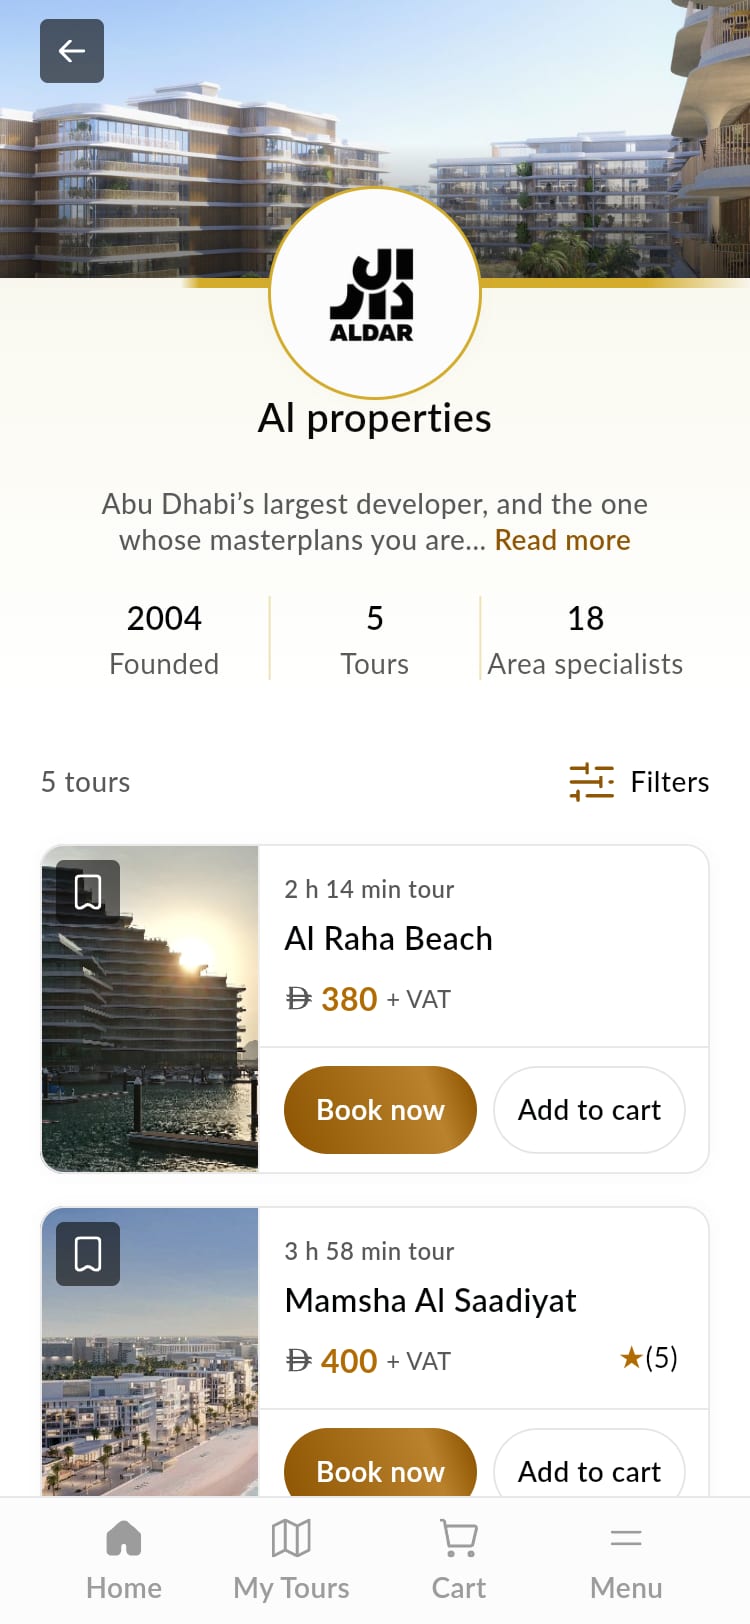 دار
ALDAR
Al properties
Abu Dhabi’s largest developer, and the one
whose masterplans you are... Read more
2004
Founded
5
Tours
18
Area specialists
5 tours
Filters
2 h 14 min tour
Al Raha Beach
380 + VAT
Book now
Add to cart
3 h 58 min tour
Mamsha Al Saadiyat
400 + VAT
★(5)
Book now
Add to cart
Home
My Tours
Cart
Menu